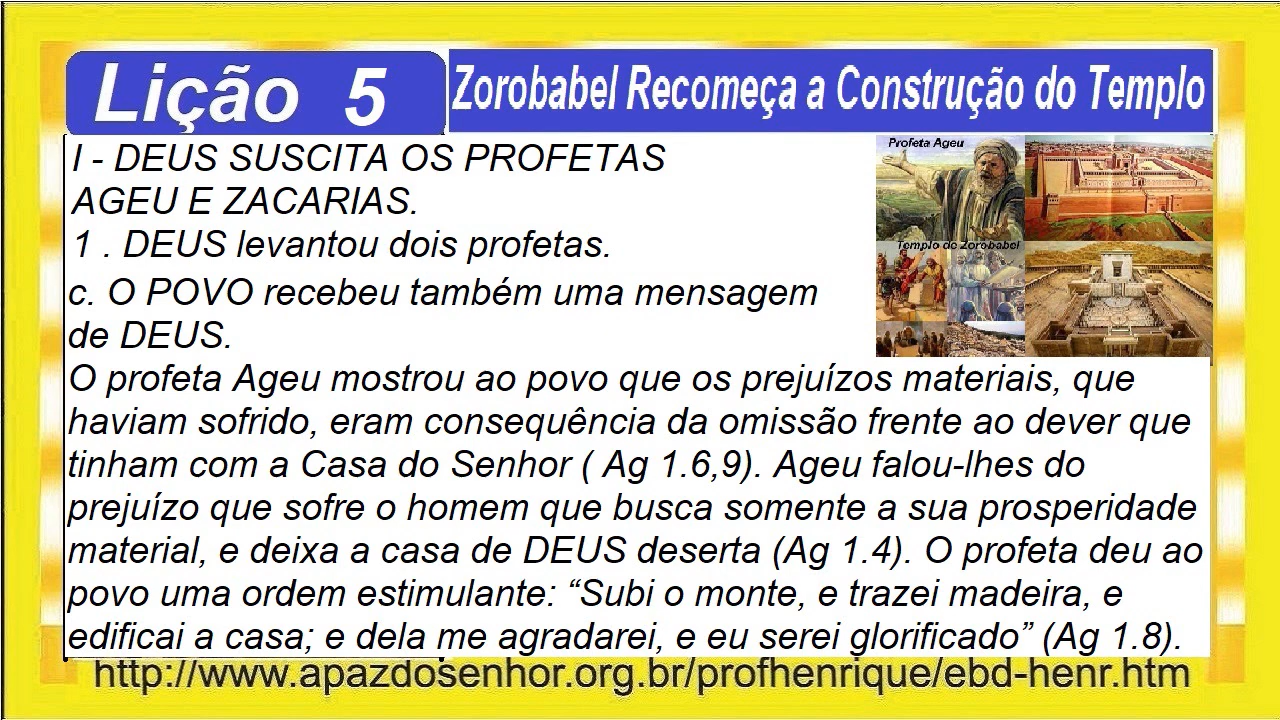 Lição 5
Zorobabel Recomeça a Construção do Templo
I - DEUS SUSCITA OS PROFETAS
AGEU E ZACARIAS.
1 . DEUS levantou dois profetas.
c. O POVO recebeu também uma mensagem
de DEUS.
Profeta Ageu
Templo de Zorobabel
O profeta Ageu mostrou ao povo que os prejuízos materiais, que
haviam sofrido, eram consequência da omissão frente ao dever que
tinham com a Casa do Senhor ( Ag 1.6,9). Ageu falou-lhes do
prejuízo que sofre o homem que busca somente a sua prosperidade
material, e deixa a casa de DEUS deserta (Ag 1.4). O profeta deu ao
povo uma ordem estimulante: “Subi o monte, e trazei madeira, e
edificai a casa; e dela me agradarei, e eu serei glorificado” (Ag 1.8).
http://www.apazdosenhor.org.br/profhenrique/ebd-henr.htm